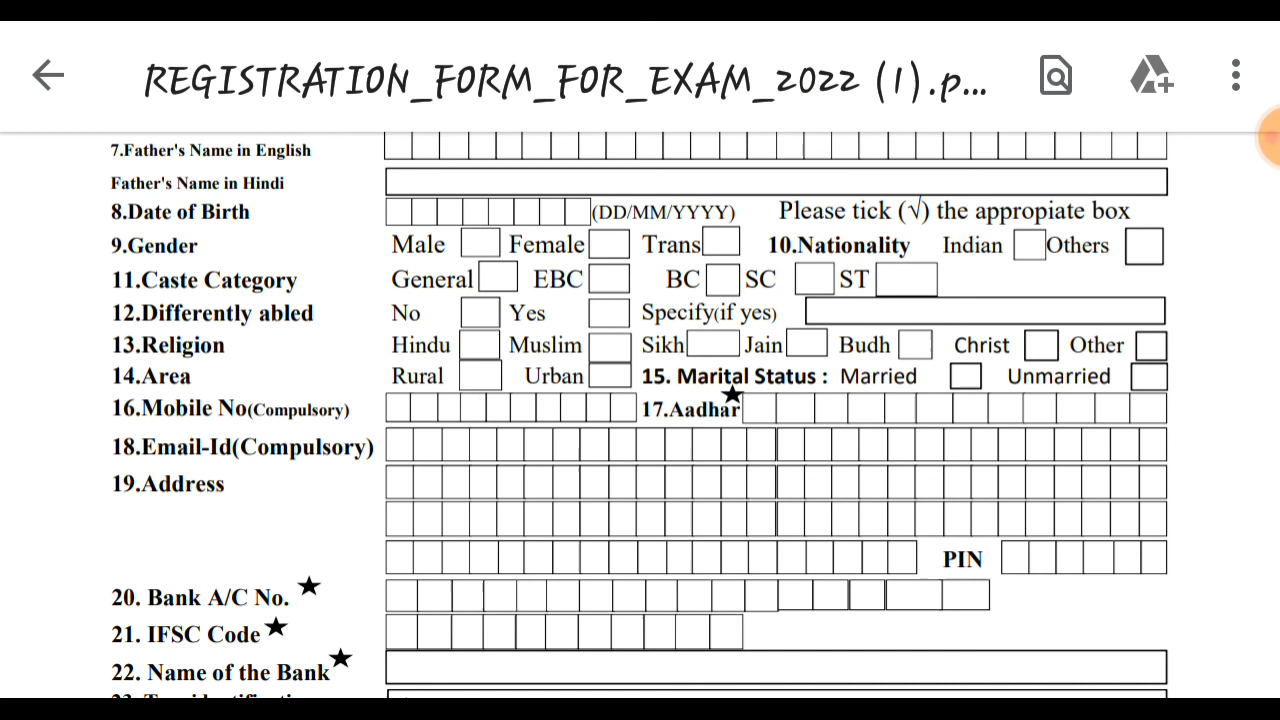 REGISTRATION_FORM_FOR_EXAM_2022 (1).p...
7.Father's Name in English
Father's Name in Hindi
8.Date of Birth (DD/MM/YYYY) Please tick (√) the appropiate box
9.Gender Male Female Trans 10.Nationality Indian Others
11.Caste Category General EBC BC SC ST
12.Differently abled No Yes Specify(if yes)
13.Religion Hindu Muslim Sikh Jain Budh Christ Other
14.Area Rural Urban 15. Marital Status : Married Unmarried
16.Mobile No(Compulsory) 17.Aadhar★
18.Email-Id(Compulsory)
19.Address
PIN
20. Bank A/C No. ★
21. IFSC Code ★
22. Name of the Bank ★